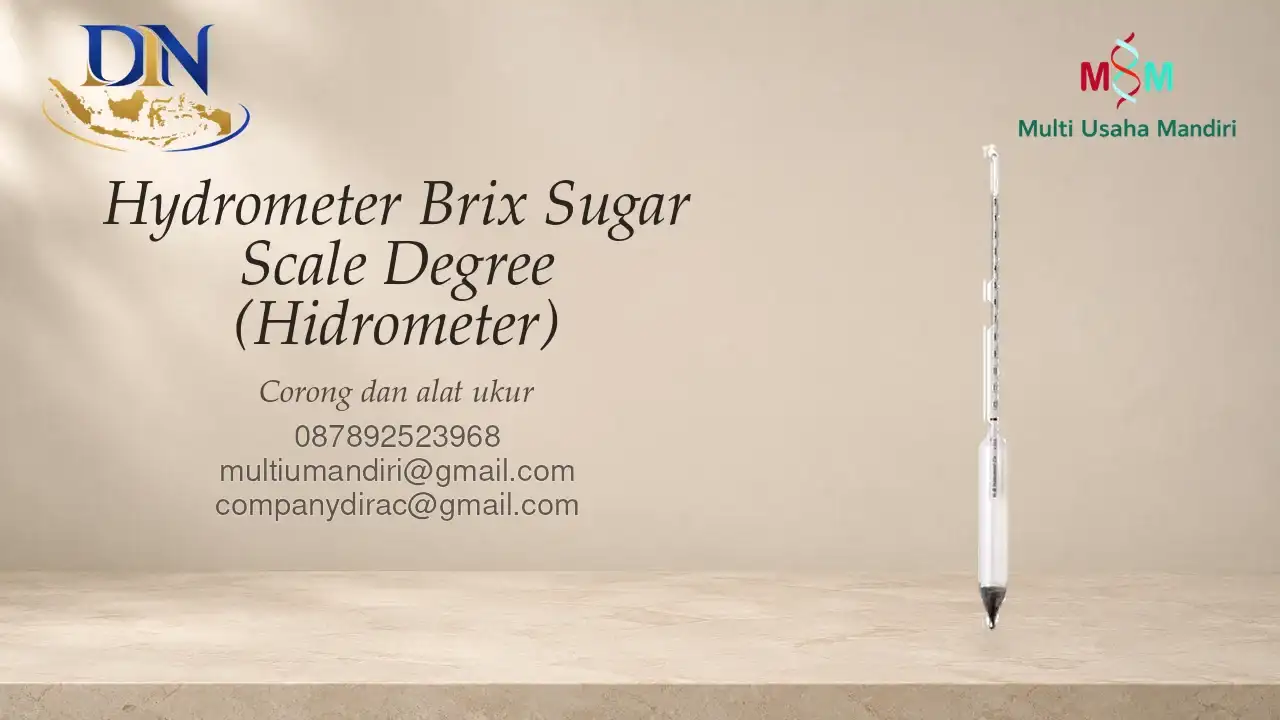 DIN
MSM
Multi Usaha Mandiri
Hydrometer Brix Sugar
Scale Degree
(Hidrometer)
Corong dan alat ukur
087892523968
multiumandiri@gmail.com
companydirac@gmail.com